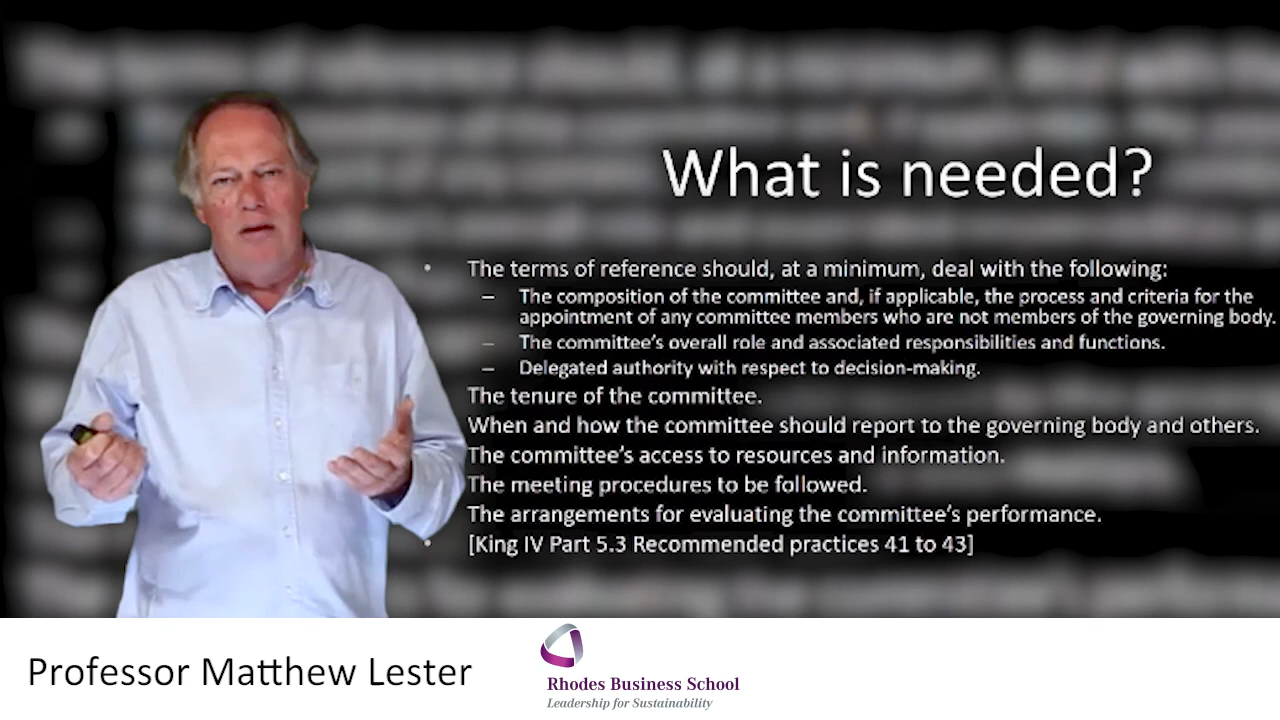 What is needed?
• The terms of reference should, at a minimum, deal with the following:
– The composition of the committee and, if applicable, the process and criteria for the
appointment of any committee members who are not members of the governing body.
– The committee's overall role and associated responsibilities and functions.
– Delegated authority with respect to decision-making.
The tenure of the committee.
When and how the committee should report to the governing body and others.
The committee's access to resources and information.
The meeting procedures to be followed.
The arrangements for evaluating the committee's performance.
• [King IV Part 5.3 Recommended practices 41 to 43]
Professor Matthew Lester
Rhodes Business School
Leadership for Sustainability